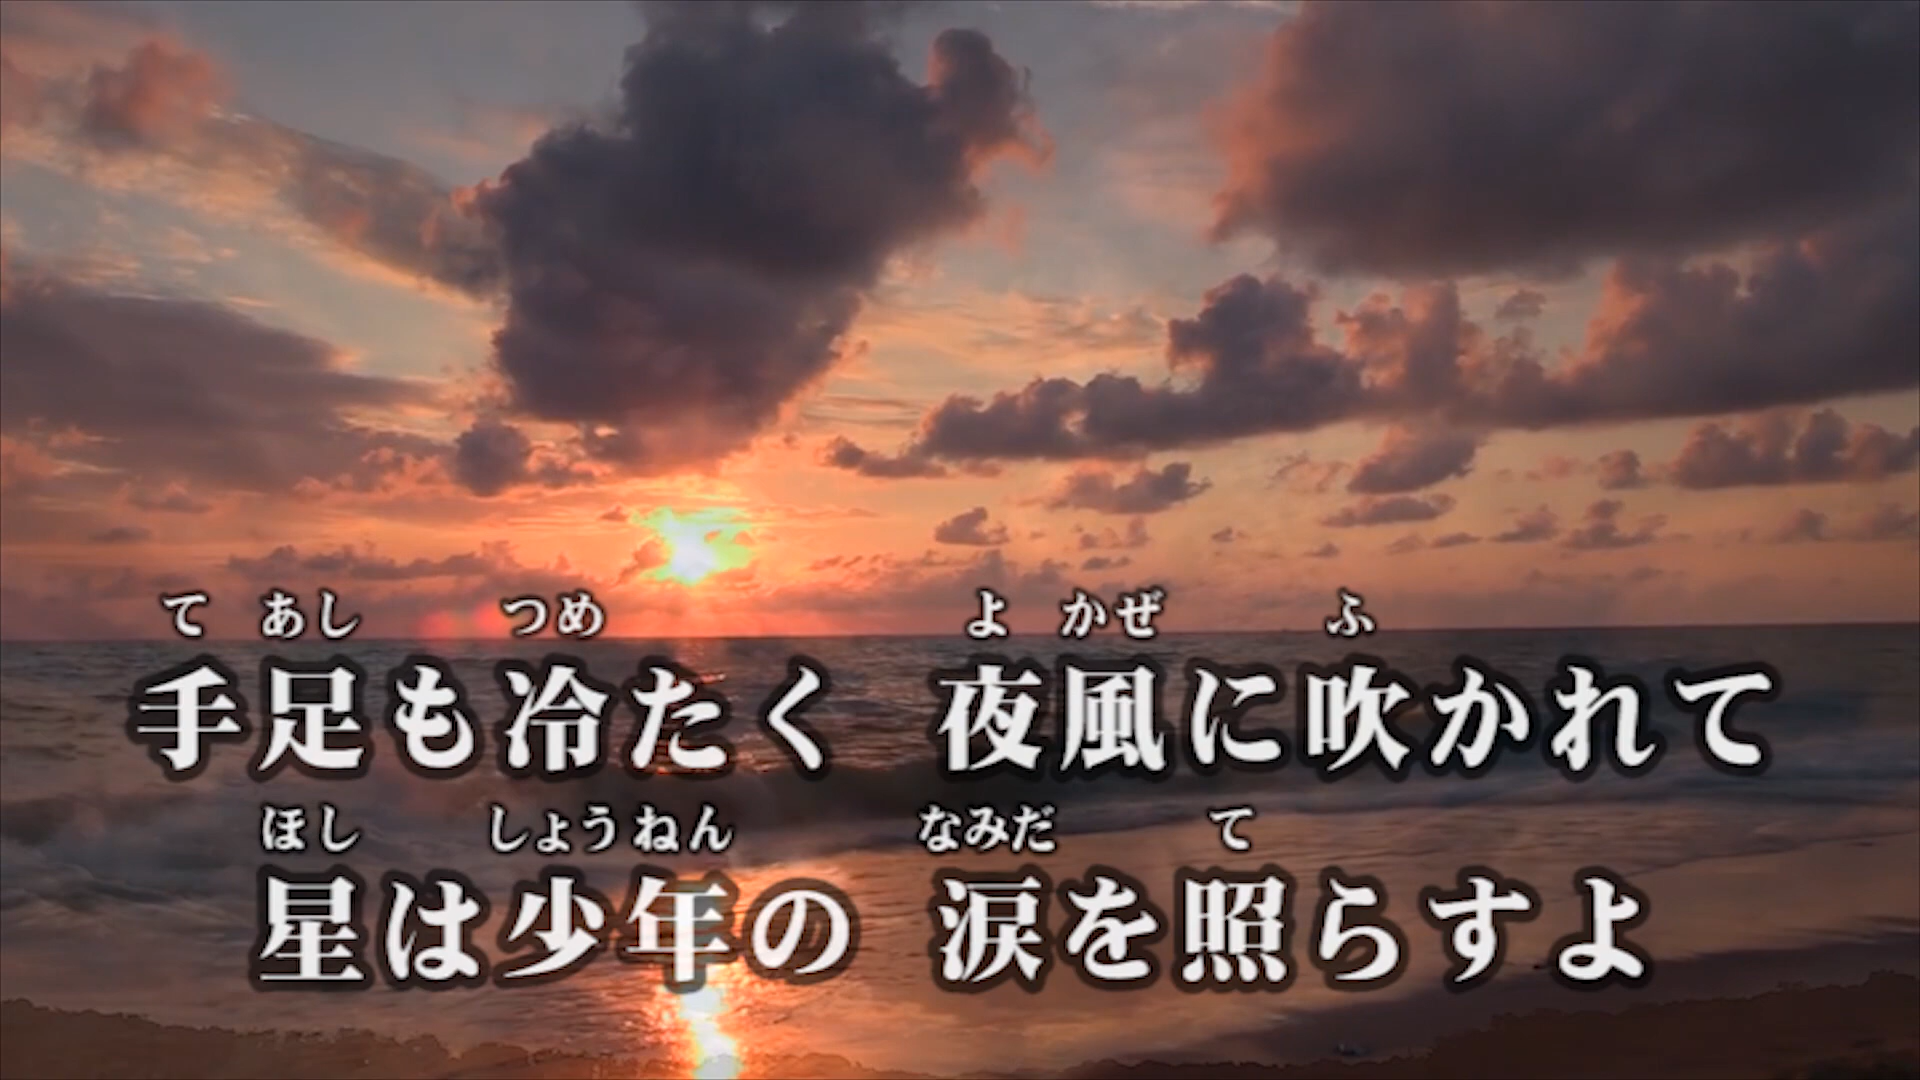 て あし つめ よ かぜ ふ
手足も冷たく 夜風に吹かれて
ほし しょうねん なみだ て
星は少年の 涙を照らすよ